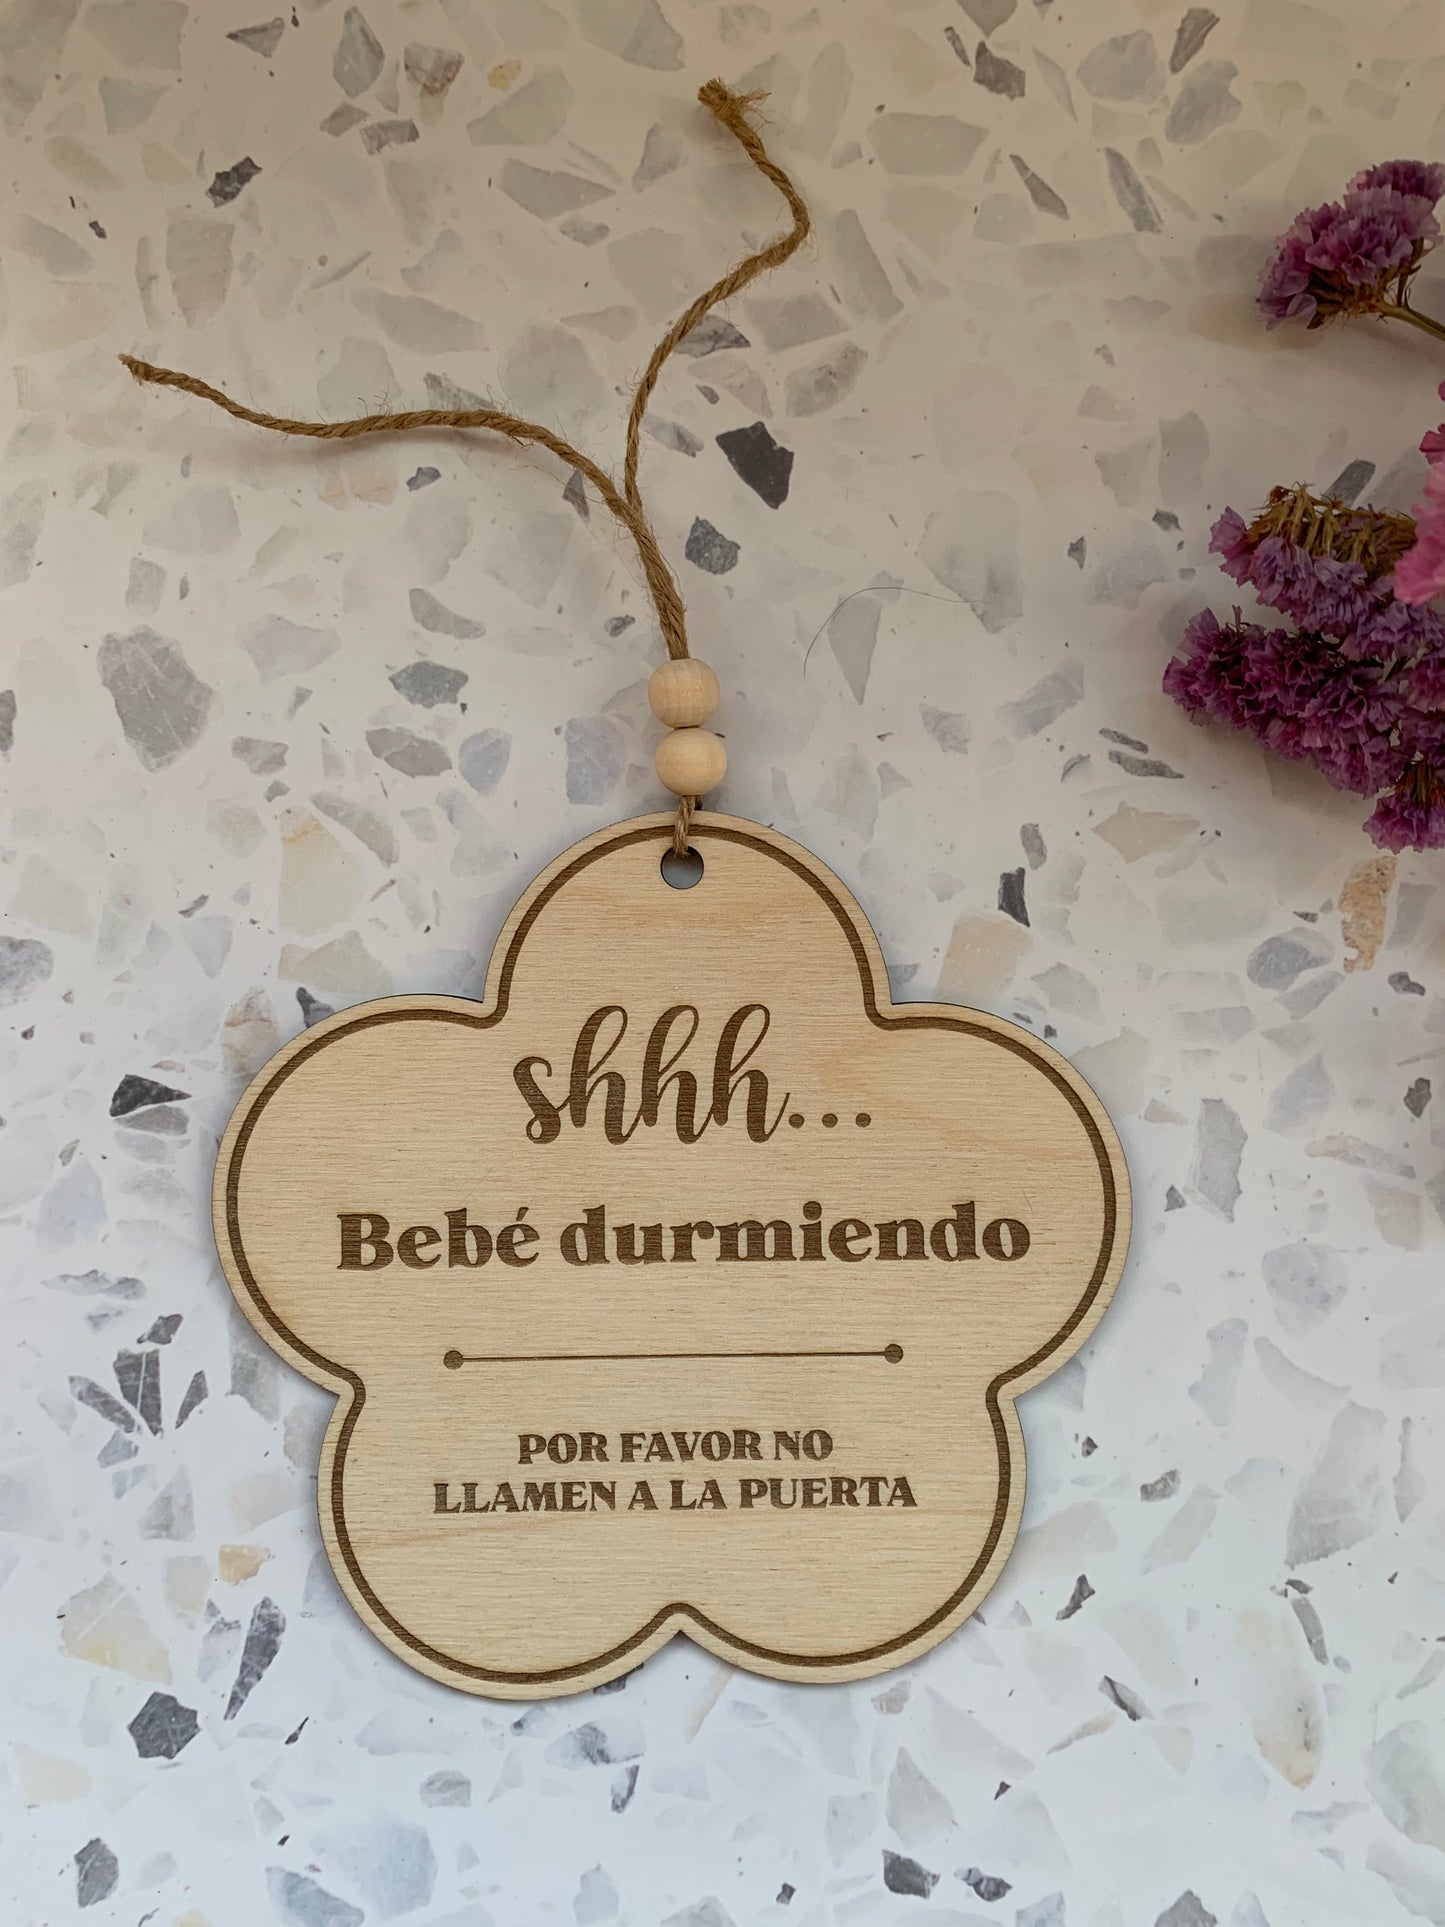 shhh...
Bebé durmiendo
POR FAVOR NO
LLAMEN A LA PUERTA